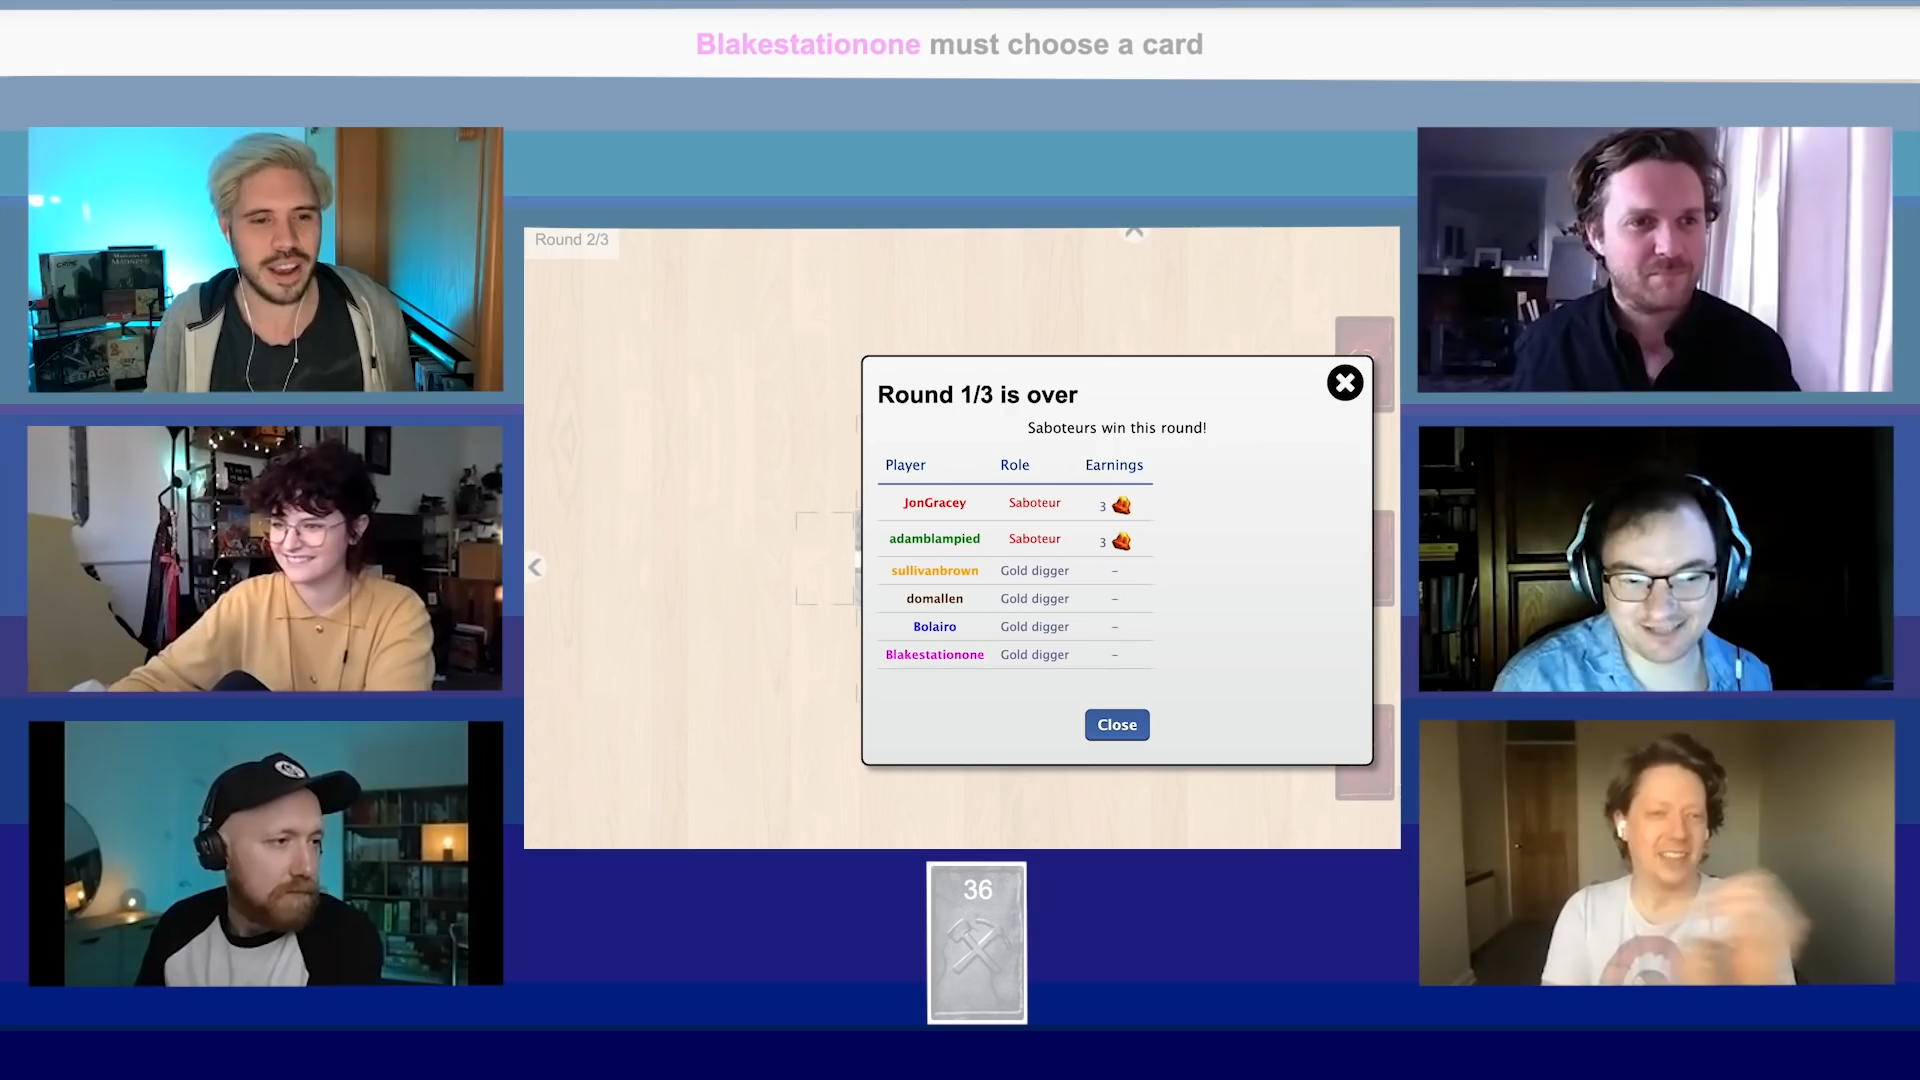 Blakestationone must choose a card
Round 2/3
Round 1/3 is over
Saboteurs win this round!
Player Role Earnings
JonGracey Saboteur 3
adamblampied Saboteur 3
sullivanbrown Gold digger –
domallen Gold digger –
Bolairo Gold digger –
Blakestationone Gold digger –
Close
36